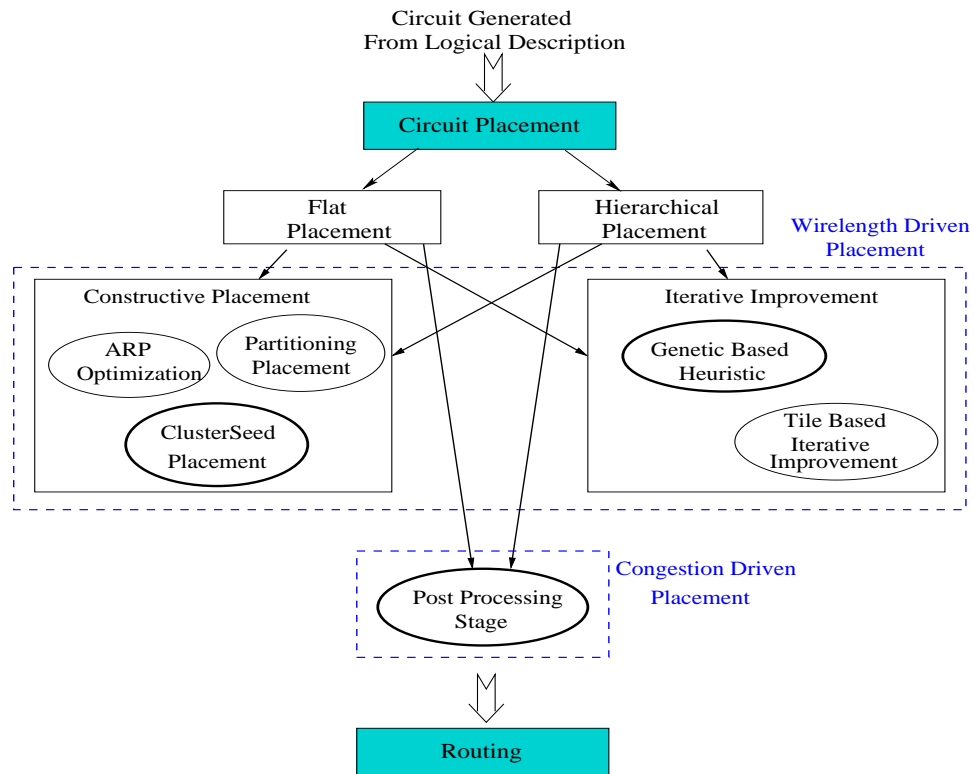 Circuit Generated
From Logical Description
Circuit Placement
Flat
Placement
Hierarchical
Placement
Wirelength Driven
Placement
Constructive Placement
ARP
Optimization
Partitioning
Placement
ClusterSeed
Placement
Iterative Improvement
Genetic Based
Heuristic
Tile Based
Iterative
Improvement
Congestion Driven
Placement
Post Processing
Stage
Routing